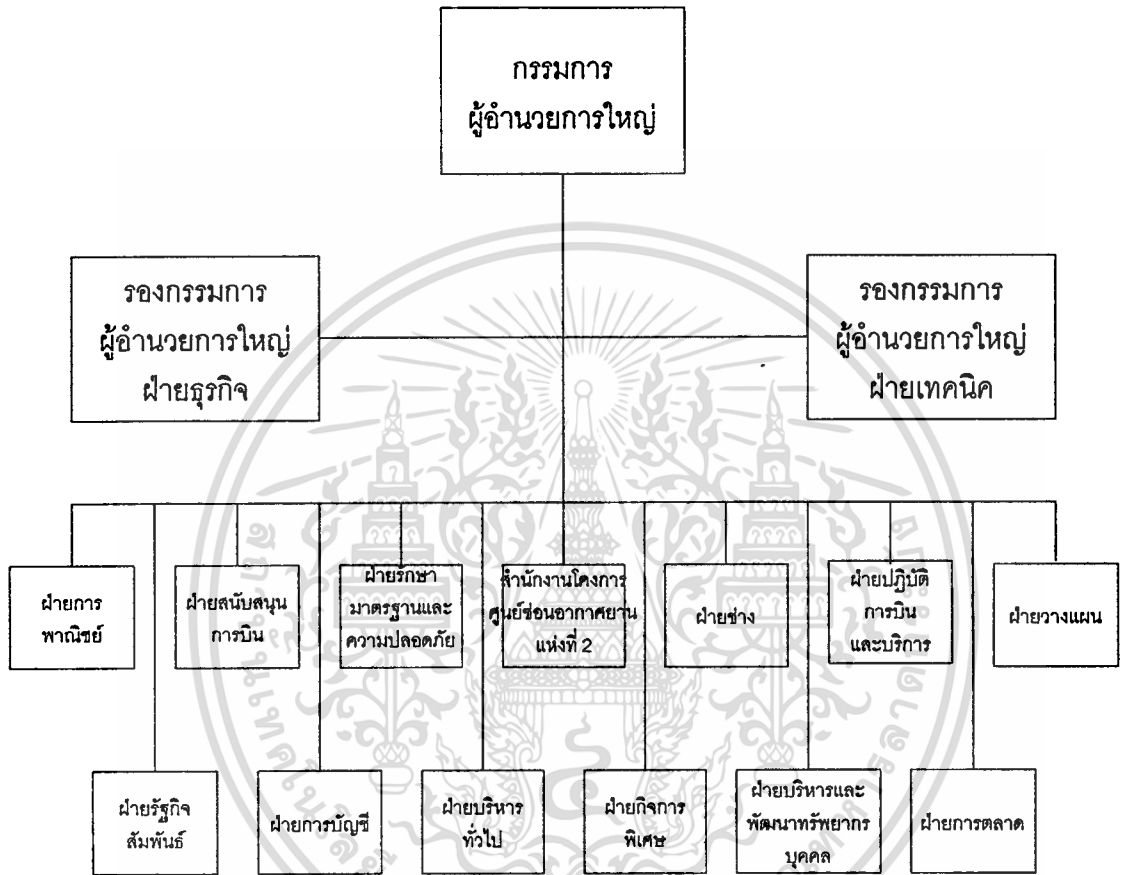 กรรมการ
ผู้อำนวยการใหญ่
รองกรรมการ
ผู้อำนวยการใหญ่
ฝ่ายธุรกิจ
รองกรรมการ
ผู้อำนวยการใหญ่
ฝ่ายเทคนิค
ฝ่ายการ
พาณิชย์
ฝ่ายสนับสนุน
การบิน
ฝ่ายรักษา
มาตรฐานและ
ความปลอดภัย
สำนักงานโครงการ
ศูนย์ซ่อมอากาศยาน
แห่งที่ 2
ฝ่ายช่าง
ฝ่ายปฏิบัติ
การบิน
และบริการ
ฝ่ายวางแผน
ฝ่ายรัฐกิจ
สัมพันธ์
ฝ่ายการบัญชี
ฝ่ายบริหาร
ทั่วไป
ฝ่ายกิจการ
พิเศษ
ฝ่ายบริหารและ
พัฒนาทรัพยากร
บุคคล
ฝ่ายการตลาด